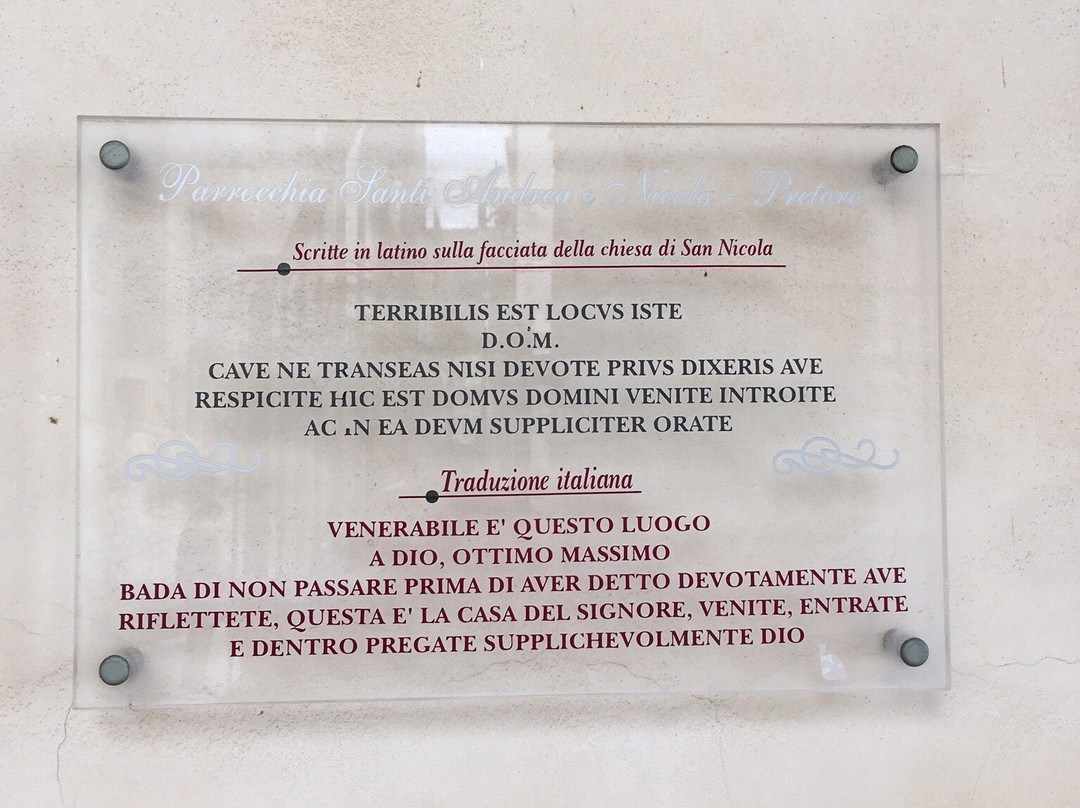 Parrocchia Santi Andrea e Nicola - Pretoro
Scritte in latino sulla facciata della chiesa di San Nicola
TERRIBILIS EST LOCVS ISTE
D.O.M.
CAVE NE TRANSEAS NISI DEVOTE PRIVS DIXERIS AVE
RESPICITE HIC EST DOMVS DOMINI VENITE INTROITE
AC IN EA DEVM SUPPLICITER ORATE
Traduzione italiana
VENERABILE E' QUESTO LUOGO
A DIO, OTTIMO MASSIMO
BADA DI NON PASSARE PRIMA DI AVER DETTO DEVOTAMENTE AVE
RIFLETTETE, QUESTA E' LA CASA DEL SIGNORE, VENITE, ENTRATE
E DENTRO PREGATE SUPPLICHEVOLMENTE DIO